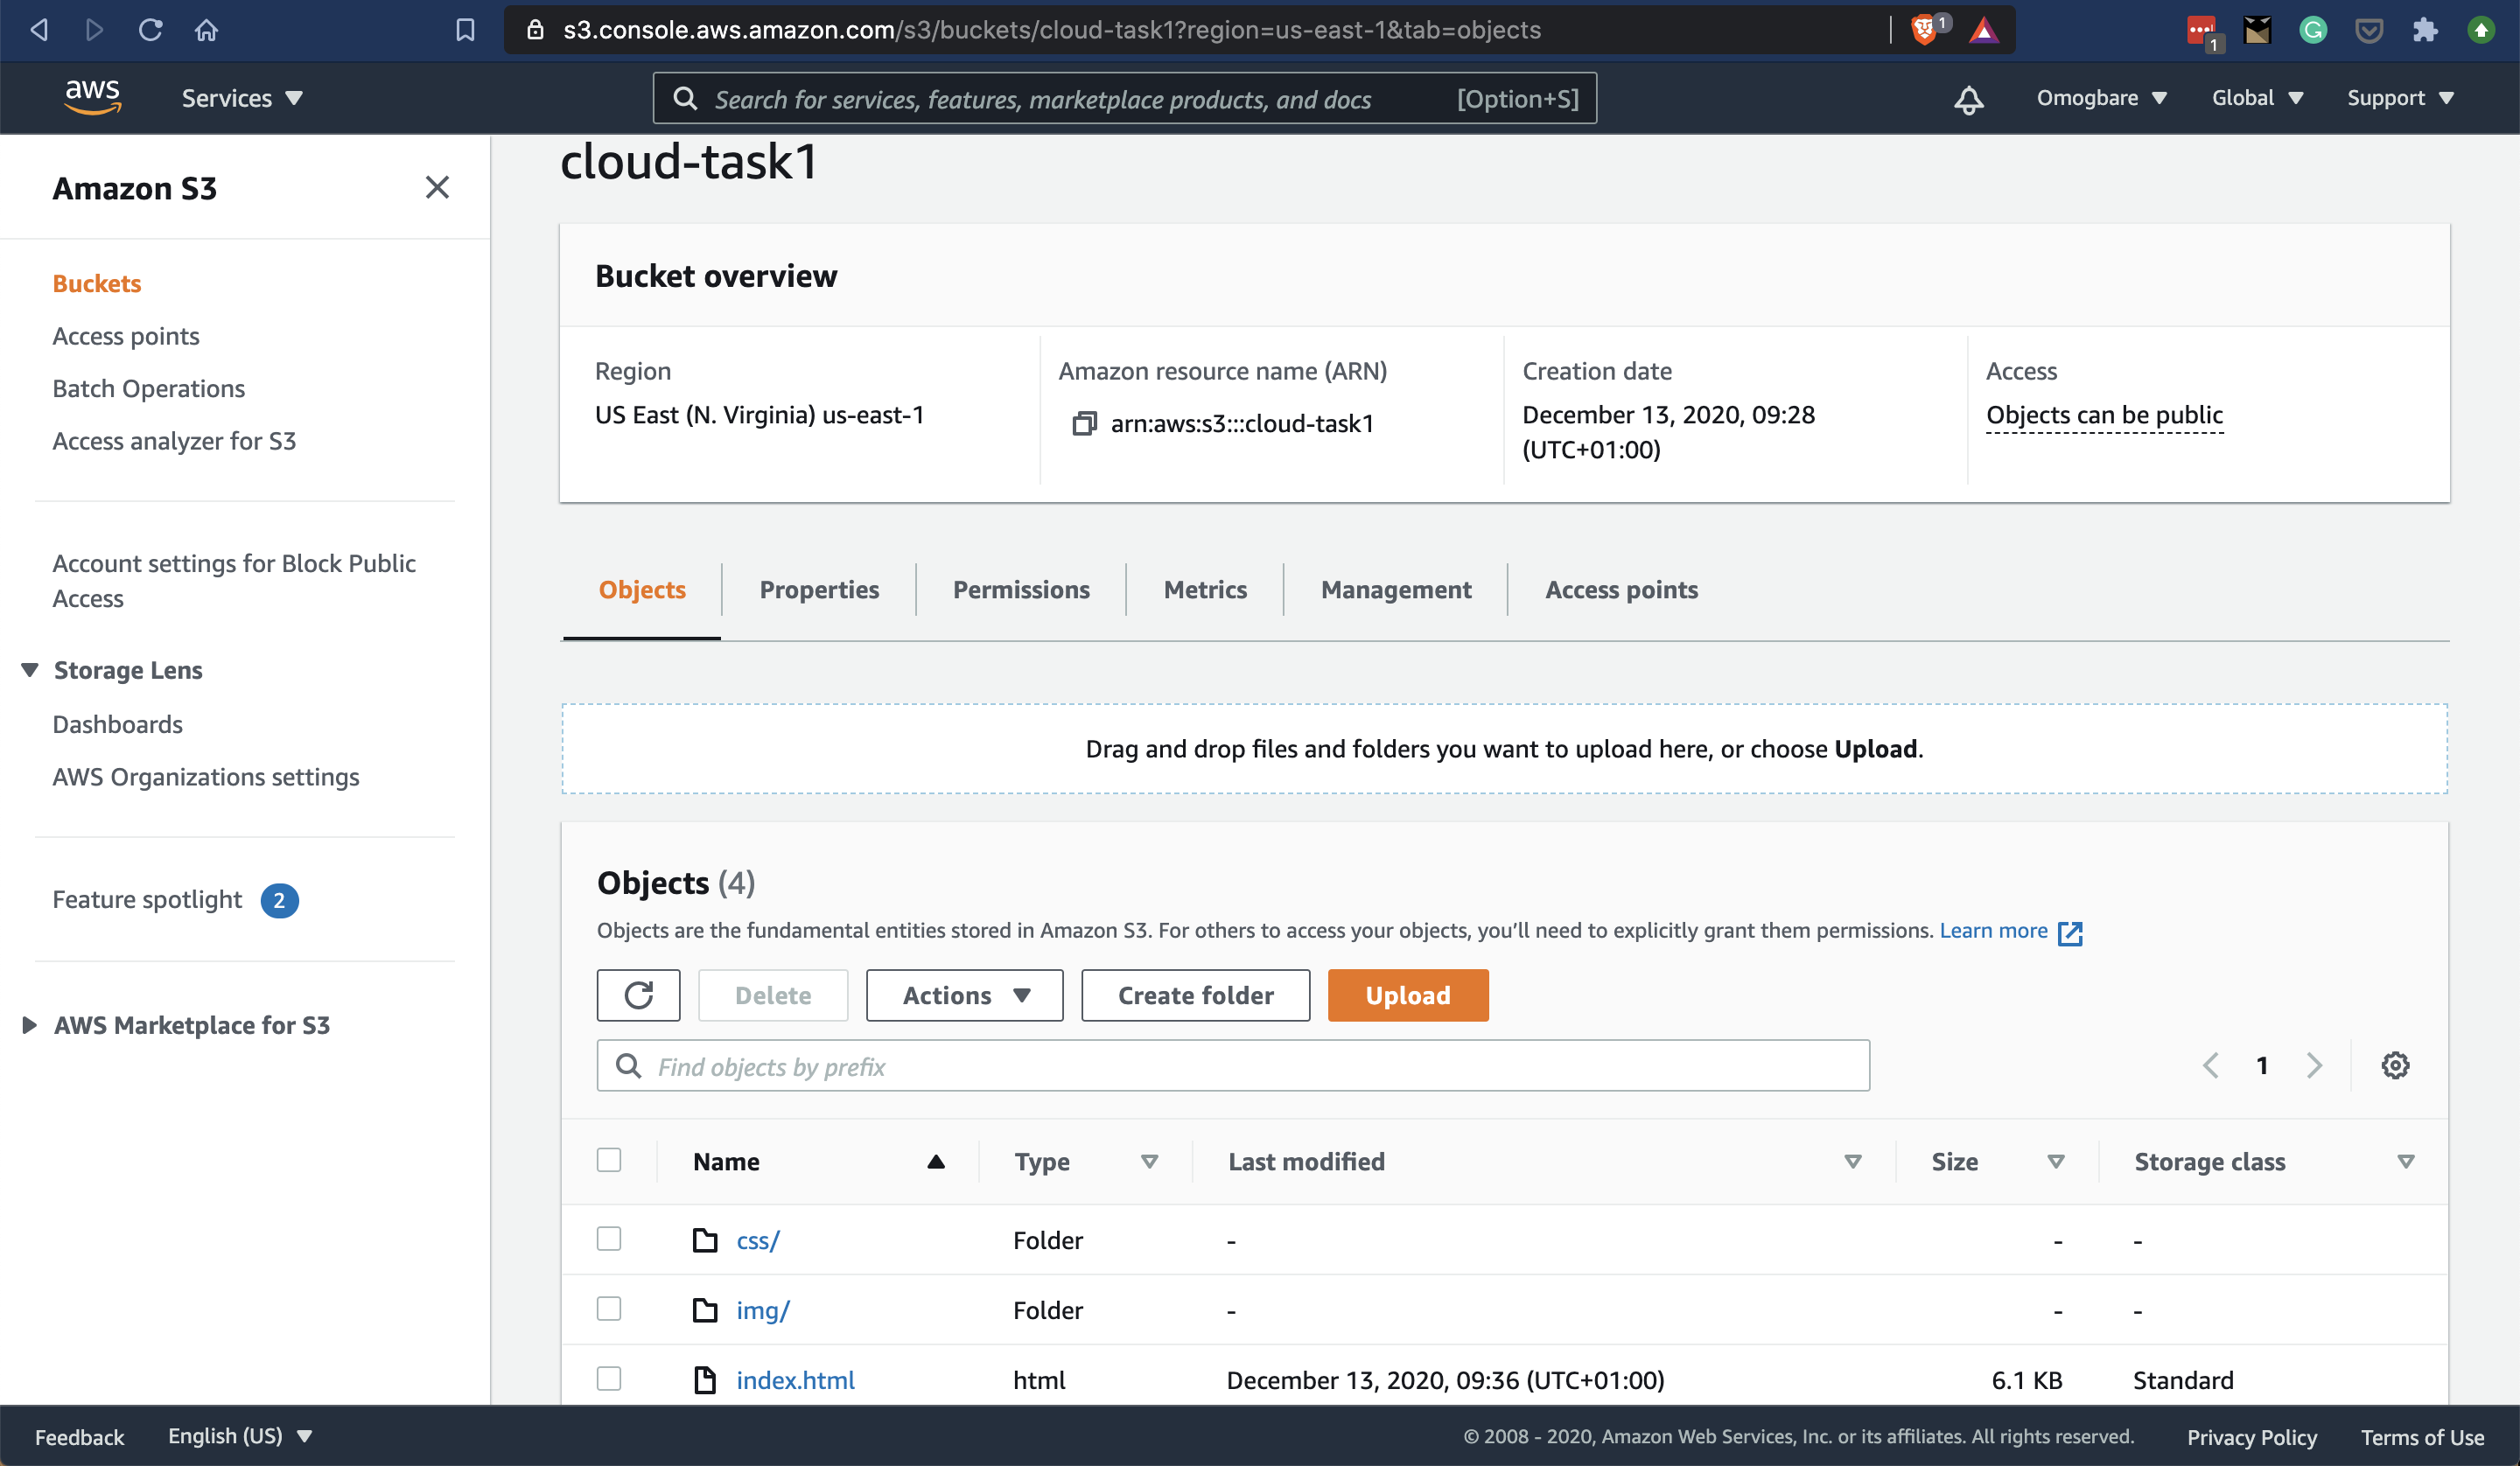 s3.console.aws.amazon.com/s3/buckets/cloud-task1?region=us-east-1&tab=objects
1
1
aws
Services
Search for services, features, marketplace products, and docs
[Option+S]
Omogbare
Global
Support
Amazon S3
Buckets
Access points
Batch Operations
Access analyzer for S3
Account settings for Block Public
Access
Storage Lens
Dashboards
AWS Organizations settings
Feature spotlight 2
AWS Marketplace for S3
cloud-task1
Bucket overview
Region
US East (N. Virginia) us-east-1
Amazon resource name (ARN)
arn:aws:s3:::cloud-task1
Creation date
December 13, 2020, 09:28
(UTC+01:00)
Access
Objects can be public
Objects
Properties
Permissions
Metrics
Management
Access points
Drag and drop files and folders you want to upload here, or choose Upload.
Objects (4)
Objects are the fundamental entities stored in Amazon S3. For others to access your objects, you’ll need to explicitly grant them permissions. Learn more
Delete
Actions
Create folder
Upload
Find objects by prefix
1
Name Type Last modified Size Storage class
css/ Folder - - -
img/ Folder - - -
index.html html December 13, 2020, 09:36 (UTC+01:00) 6.1 KB Standard
Feedback
English (US)
© 2008 - 2020, Amazon Web Services, Inc. or its affiliates. All rights reserved.
Privacy Policy
Terms of Use